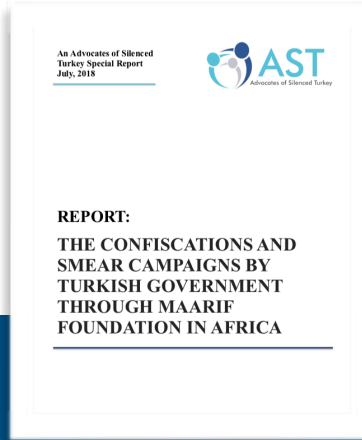 An Advocates of Silenced
Turkey Special Report
July, 2018
AST
Advocates of Silenced Turkey
REPORT:
THE CONFISCATIONS AND
SMEAR CAMPAIGNS BY
TURKISH GOVERNMENT
THROUGH MAARIF
FOUNDATION IN AFRICA